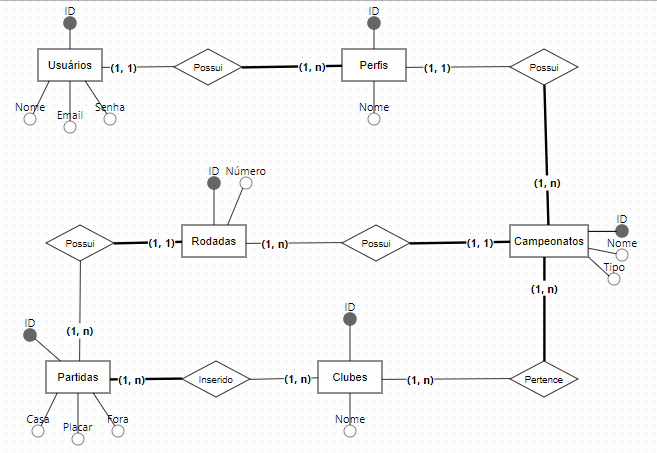 ID
ID
Usuários
(1, 1)
Possui
(1, n)
Perfis
(1, 1)
Possui
Nome
Email
Senha
Nome
(1, n)
ID
Número
ID
Possui
(1, 1)
Rodadas
(1, n)
Possui
(1, 1)
Campeonatos
Nome
Tipo
(1, n)
ID
(1, n)
ID
Partidas
(1, n)
Inserido
(1, n)
Clubes
(1, n)
Pertence
Casa
Placar
Fora
Nome